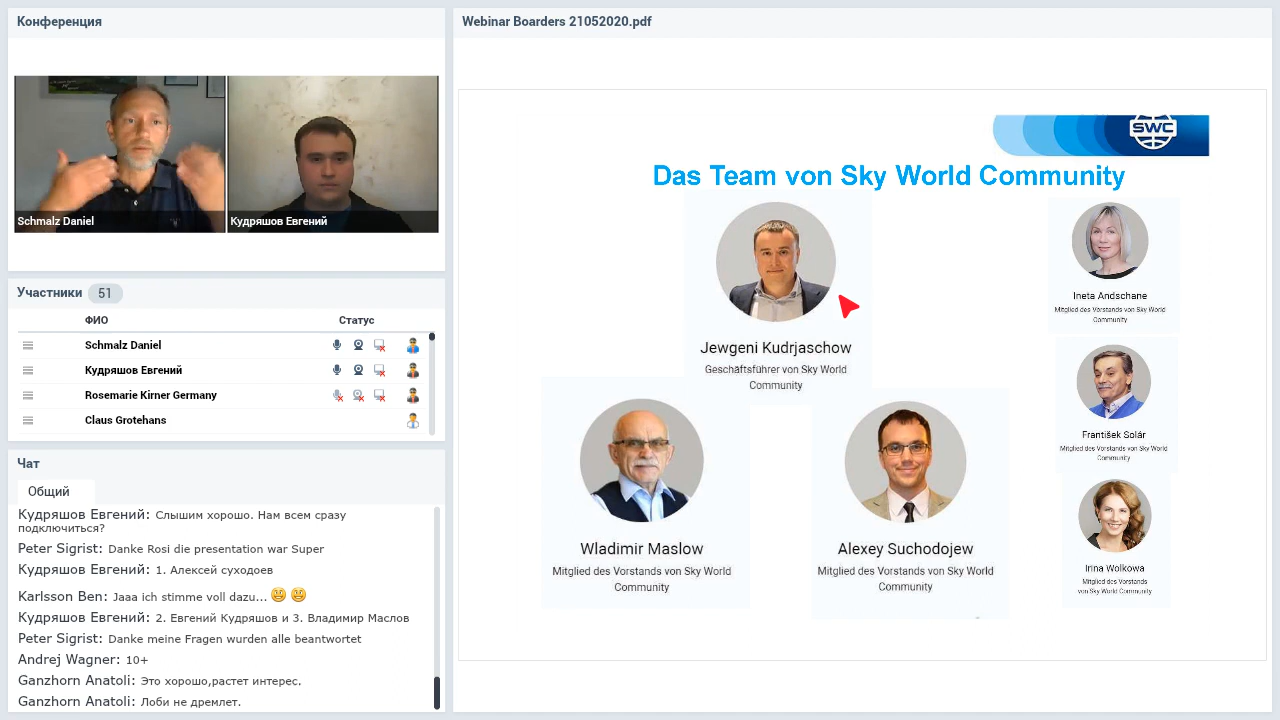 Конференция
Schmalz Daniel
Кудряшов Евгений
Участники 51
ФИО Статус
Schmalz Daniel
Кудряшов Евгений
Rosemarie Kirner Germany
Claus Grotehans
Чат
Общий
Кудряшов Евгений: Слышим хорошо. Нам всем сразу
подключиться?
Peter Sigrist: Danke Rosi die presentation war Super
Кудряшов Евгений: 1. Алексей суходоев
Karlsson Ben: Jaaa ich stimme voll dazu...
Кудряшов Евгений: 2. Евгений Кудряшов и 3. Владимир Маслов
Peter Sigrist: Danke meine Fragen wurden alle beantwortet
Andrej Wagner: 10+
Ganzhorn Anatoli: Это хорошо,растет интерес.
Ganzhorn Anatoli: Лоби не дремлет.
Webinar Boarders 21052020.pdf
SWC
Das Team von Sky World Community
Jewgeni Kudrjaschow
Geschäftsführer von Sky World
Community
Wladimir Maslow
Mitglied des Vorstands von Sky World
Community
Alexey Suchodojew
Mitglied des Vorstands von Sky World
Community
Ineta Andschane
Mitglied des Vorstands von Sky World
Community
František Solár
Mitglied des Vorstands von Sky World
Community
Irina Wolkowa
Mitglied des Vorstands
von Sky World Community